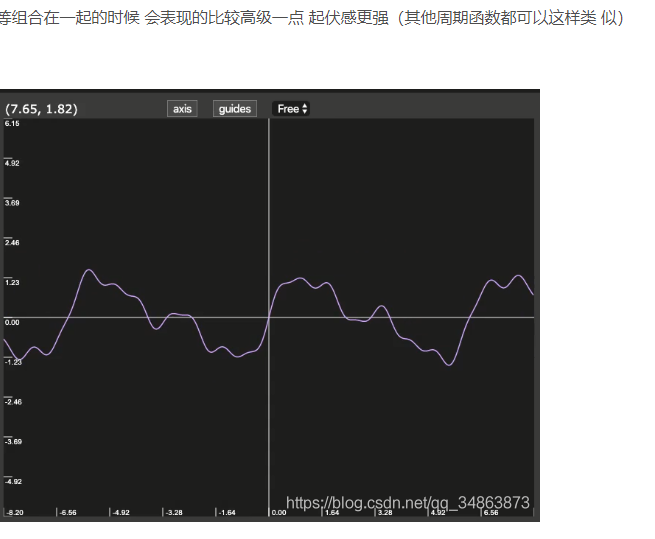 等组合在一起的时候 会表现的比较高级一点 起伏感更强（其他周期函数都可以这样类 似）
(7.65, 1.82) axis guides Free
6.15
4.92
3.69
2.46
1.23
0.00
-1.23
-2.46
-3.69
-4.92
-8.20 -6.56 -4.92 -3.28 -1.64 0.00 1.64 3.28 4.92 6.56
https://blog.csdn.net/qq_34863873